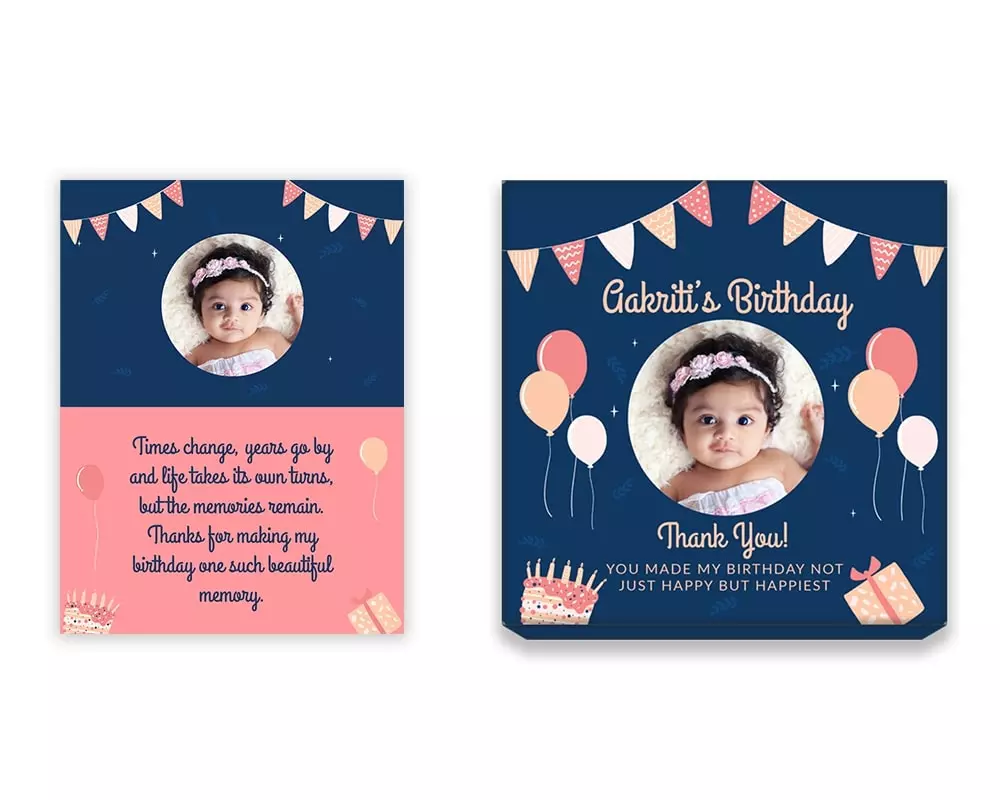 Times change, years go by
and life takes its own turns,
but the memories remain.
Thanks for making my
birthday one such beautiful
memory.
Aakriti's Birthday
Thank You!
YOU MADE MY BIRTHDAY NOT
JUST HAPPY BUT HAPPIEST